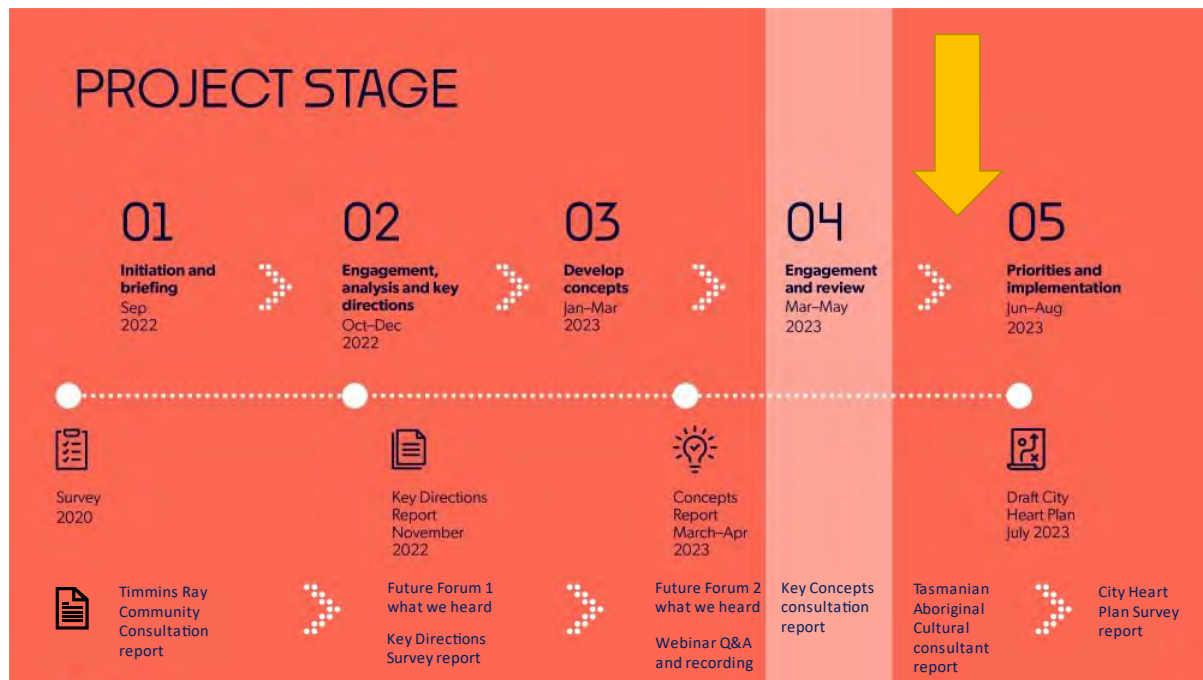 PROJECT STAGE
01
Initiation and
briefing
Sep
2022
02
Engagement,
analysis and key
directions
Oct–Dec
2022
03
Develop
concepts
Jan–Mar
2023
04
Engagement
and review
Mar–May
2023
05
Priorities and
implementation
Jun–Aug
2023
Survey
2020
Key Directions
Report
November
2022
Concepts
Report
March–Apr
2023
Draft City
Heart Plan
July 2023
Timmins Ray
Community
Consultation
report
Future Forum 1
what we heard
Key Directions
Survey report
Future Forum 2
what we heard
Webinar Q&A
and recording
Key Concepts
consultation
report
Tasmanian
Aboriginal
Cultural
consultant
report
City Heart
Plan Survey
report